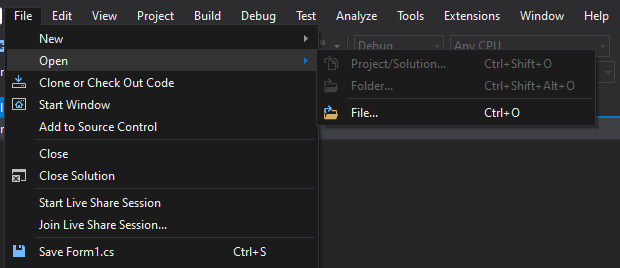 File Edit View Project Build Debug Test Analyze Tools Extensions Window Help
New
Debug Any CPU
Open
Project/Solution... Ctrl+Shift+O
Clone or Check Out Code
Folder... Ctrl+Shift+Alt+O
Start Window
File... Ctrl+O
Add to Source Control
Close
Close Solution
Start Live Share Session
Join Live Share Session...
Save Form1.cs Ctrl+S